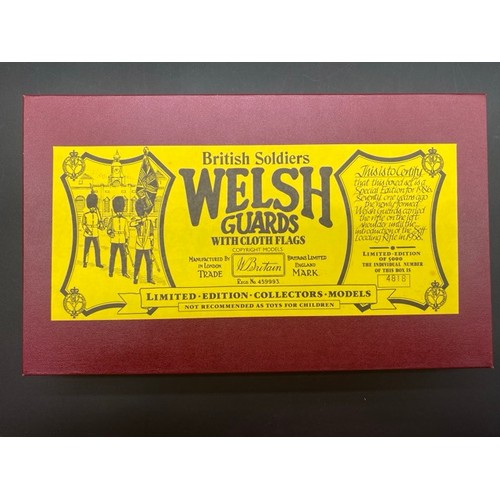 British Soldiers
WELSH
GUARDS
WITH CLOTH FLAGS
COPYRIGHT MODELS
MANUFACTURED BY
IN LONDON
TRADE
W. Britain
BRITAINS LIMITED
ENGLAND
MARK
REGD NO 459993.
LIMITED · EDITION · COLLECTORS · MODELS
NOT RECOMMENDED AS TOYS FOR CHILDREN
This is to Certify
that this boxed set is a
Special Edition for 1986.
Seventy one years ago
the newly formed
Welsh Guards carried
the rifle on the left
shoulder until the
introduction of the Self
Loading Rifle in 1958.
LIMITED · EDITION
OF 5000
THE INDIVIDUAL NUMBER
OF THIS BOX IS
4818